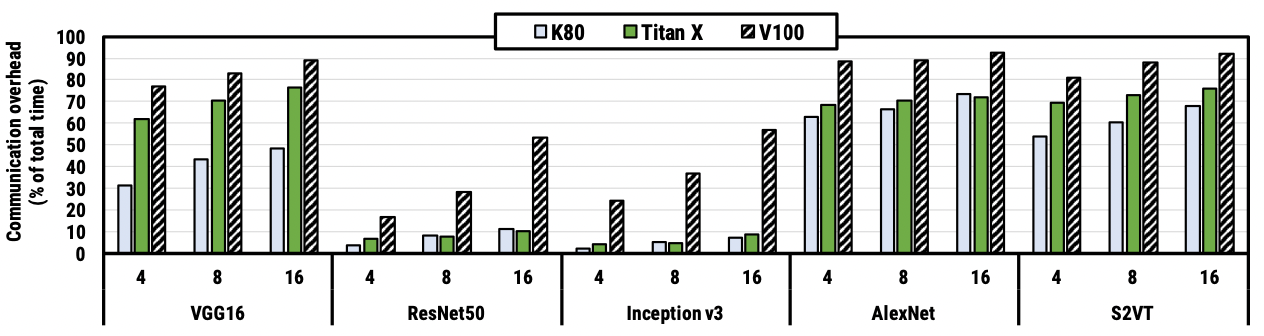 K80 Titan X V100
Communication overhead
(% of total time)
100
90
80
70
60
50
40
30
20
10
0
4 8 16 4 8 16 4 8 16 4 8 16 4 8 16
VGG16 ResNet50 Inception v3 AlexNet S2VT